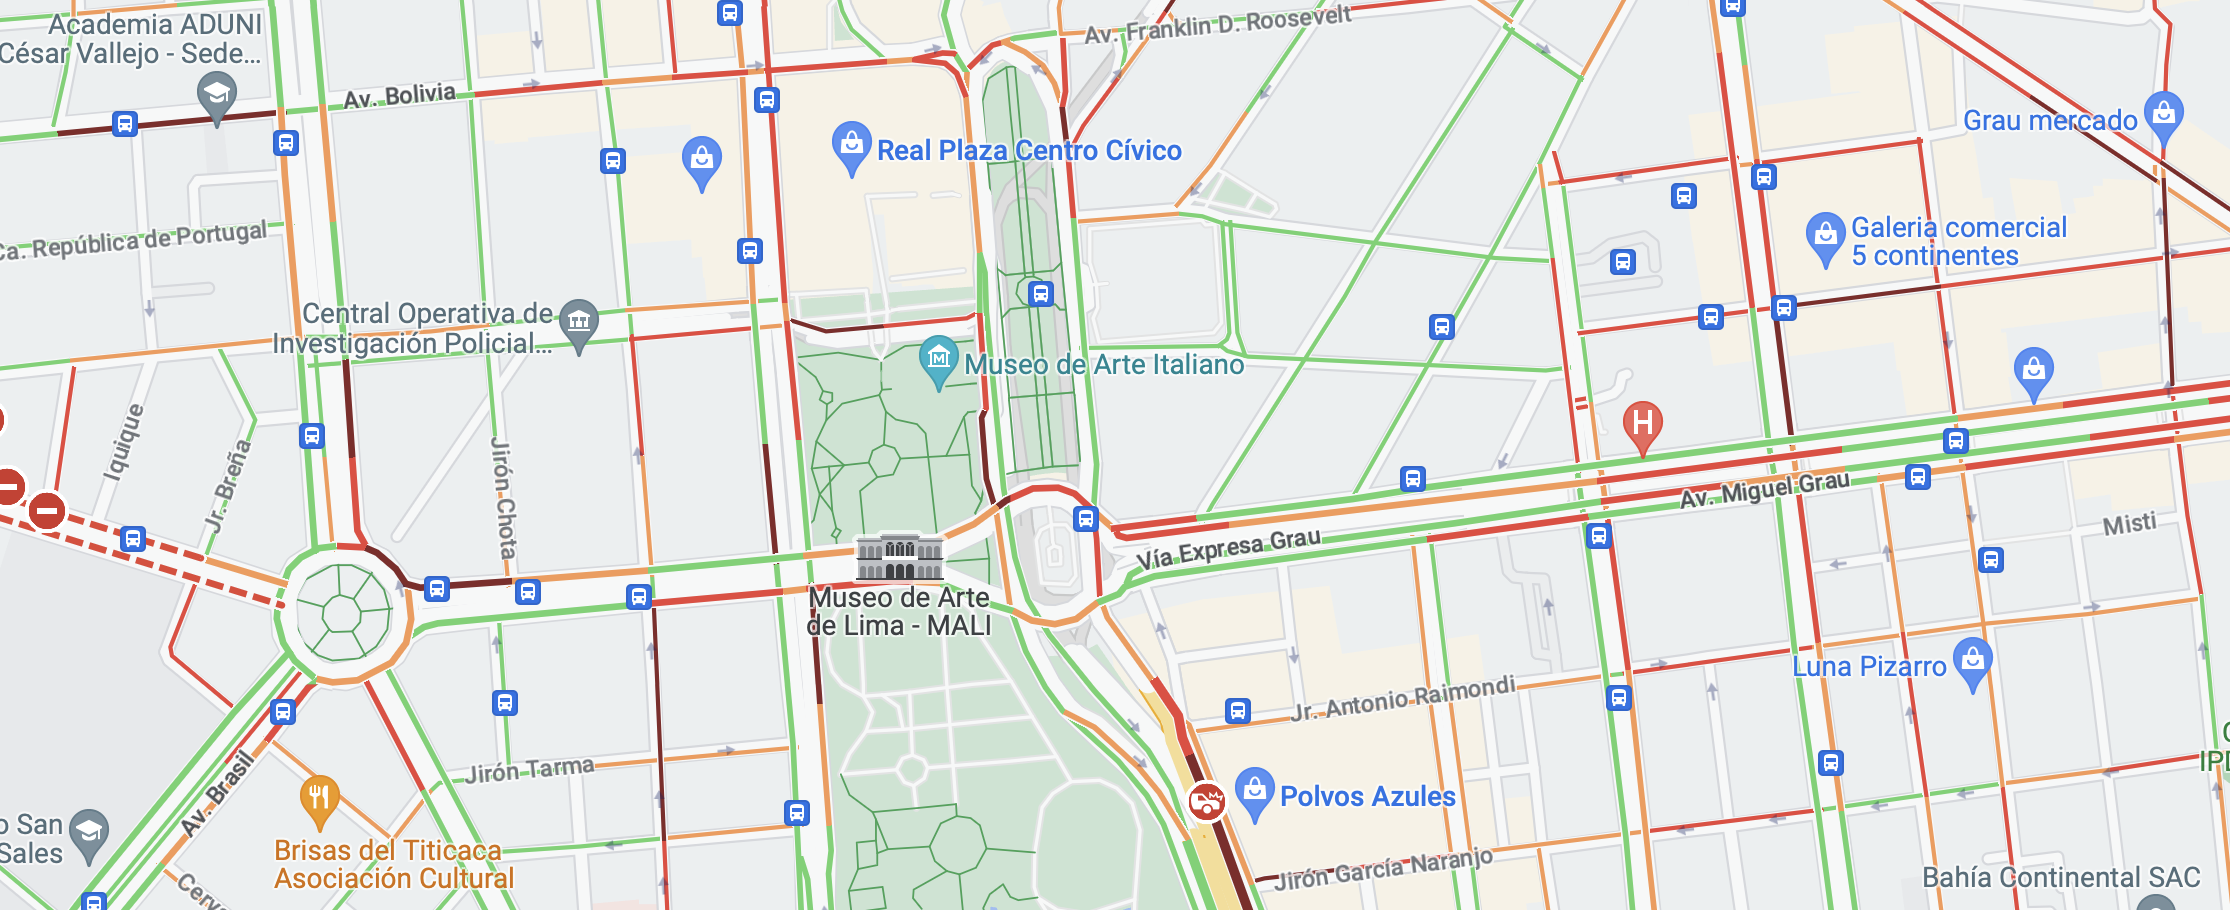 Academia ADUNI
César Vallejo - Sede...
Av. Franklin D. Roosevelt
Av. Bolivia
Grau mercado
Real Plaza Centro Cívico
Ca. República de Portugal
Galeria comercial
5 continentes
Central Operativa de
Investigación Policial...
M
Museo de Arte Italiano
Iquique
Jr. Breña
Jirón Chota
H
Av. Miguel Grau
Vía Expresa Grau
Misti
Museo de Arte
de Lima - MALI
Luna Pizarro
Jr. Antonio Raimondi
Jirón Tarma
Av. Brasil
Polvos Azules
o San
Sales
Brisas del Titicaca
Asociación Cultural
Jirón García Naranjo
Bahía Continental SAC
Cerv